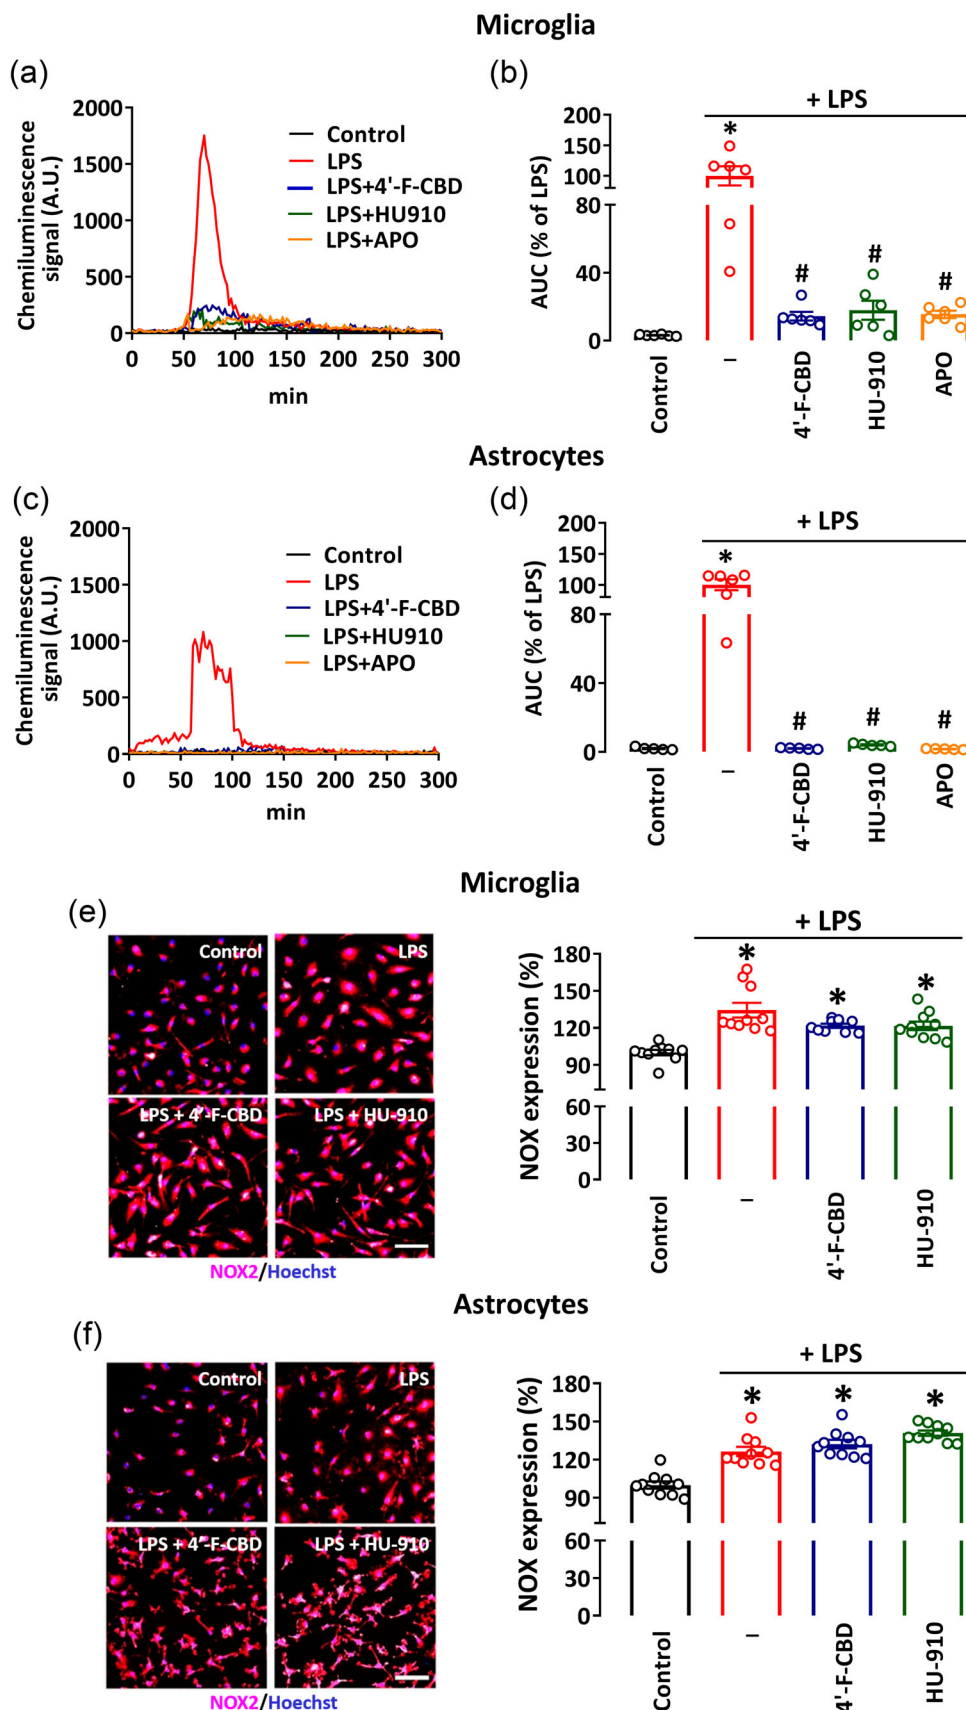 Microglia
(a)
2000
1500
1000
500
0
0 50 100 150 200 250 300
Chemiluminescence
signal (A.U.)
min
Control
LPS
LPS+4'-F-CBD
LPS+HU910
LPS+APO
(b)
+ LPS
200
150
100
80
40
0
AUC (% of LPS)
*
#
#
#
Control
–
4'-F-CBD
HU-910
APO
Astrocytes
(c)
2000
1500
1000
500
0
0 50 100 150 200 250 300
Chemiluminescence
signal (A.U.)
min
Control
LPS
LPS+4'-F-CBD
LPS+HU910
LPS+APO
(d)
+ LPS
200
150
100
80
40
0
AUC (% of LPS)
*
#
#
#
Control
–
4'-F-CBD
HU-910
APO
Microglia
(e)
Control
LPS
LPS + 4'-F-CBD
LPS + HU-910
NOX2/Hoechst
+ LPS
180
150
120
90
60
30
0
NOX expression (%)
*
*
*
Control
–
4'-F-CBD
HU-910
Astrocytes
(f)
Control
LPS
LPS + 4'-F-CBD
LPS + HU-910
NOX2/Hoechst
+ LPS
180
150
120
90
60
30
0
NOX expression (%)
*
*
*
Control
–
4'-F-CBD
HU-910